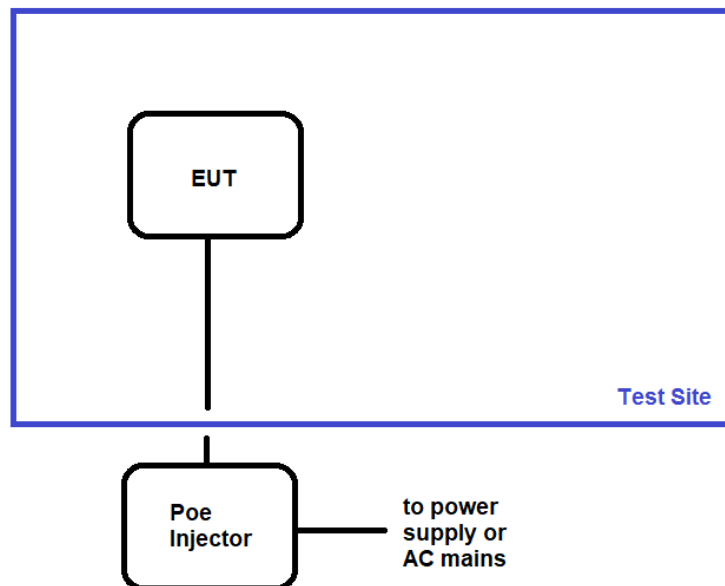 EUT
Test Site
Poe
Injector
to power
supply or
AC mains